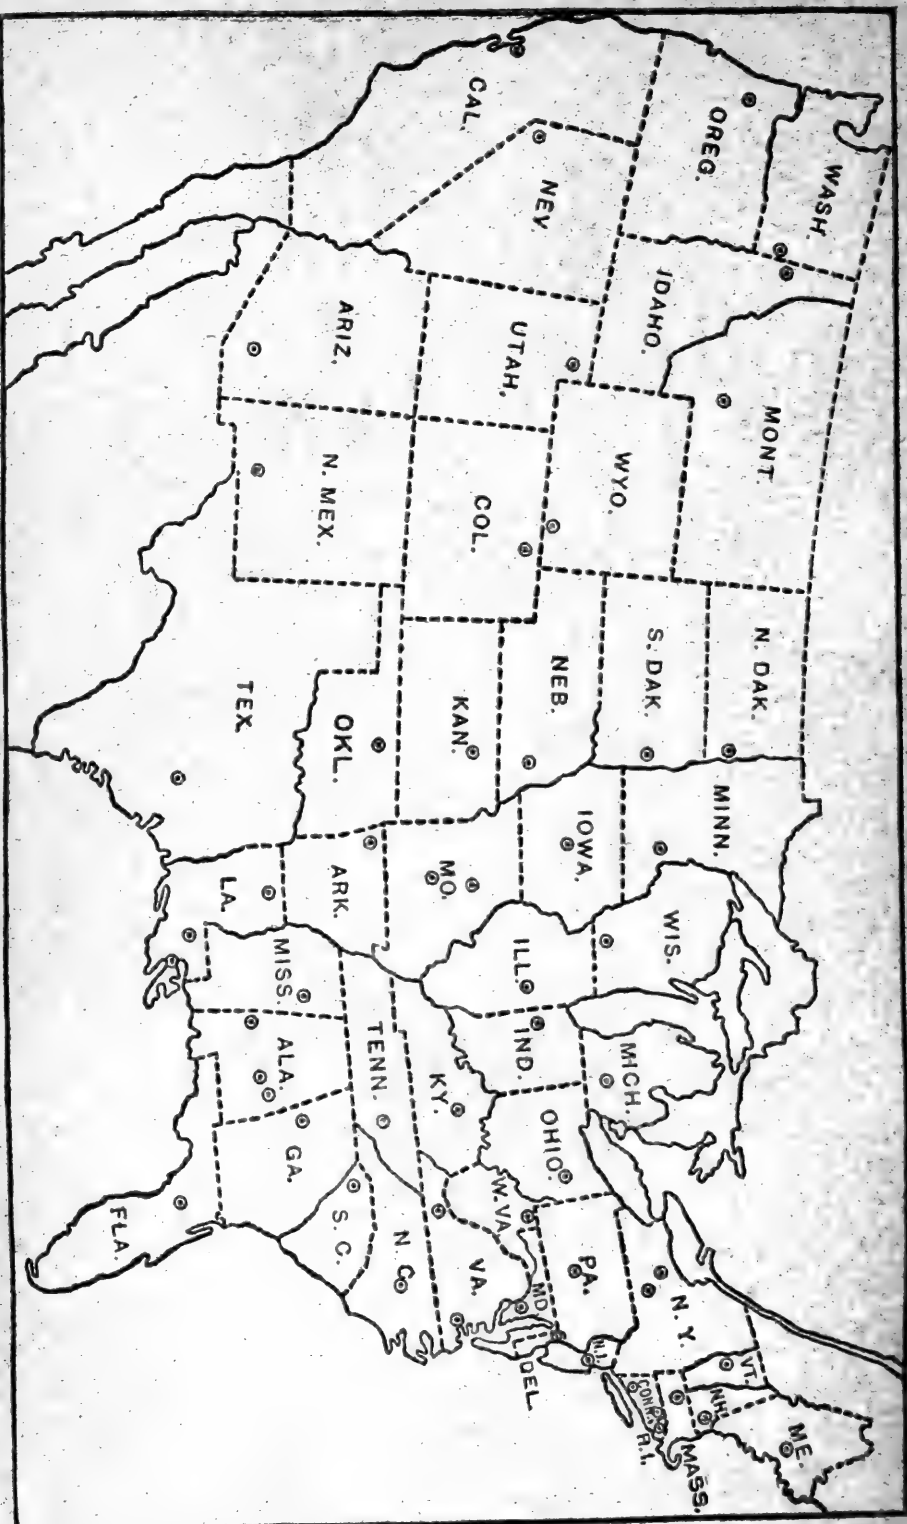 WASH.
OREG.
CAL.
NEV.
IDAHO.
MONT.
WYO.
UTAH.
COL.
ARIZ.
N. MEX.
N. DAK.
S. DAK.
NEB.
KAN.
OKL.
TEX.
MINN.
IOWA.
MO.
ARK.
LA.
WIS.
ILL.
MICH.
IND.
OHIO.
KY.
TENN.
MISS.
ALA.
GA.
FLA.
S. C.
N. C.
VA.
W. VA.
MD.
DEL.
PA.
N. J.
N. Y.
CONN.
R. I.
MASS.
VT.
N.H.
ME.